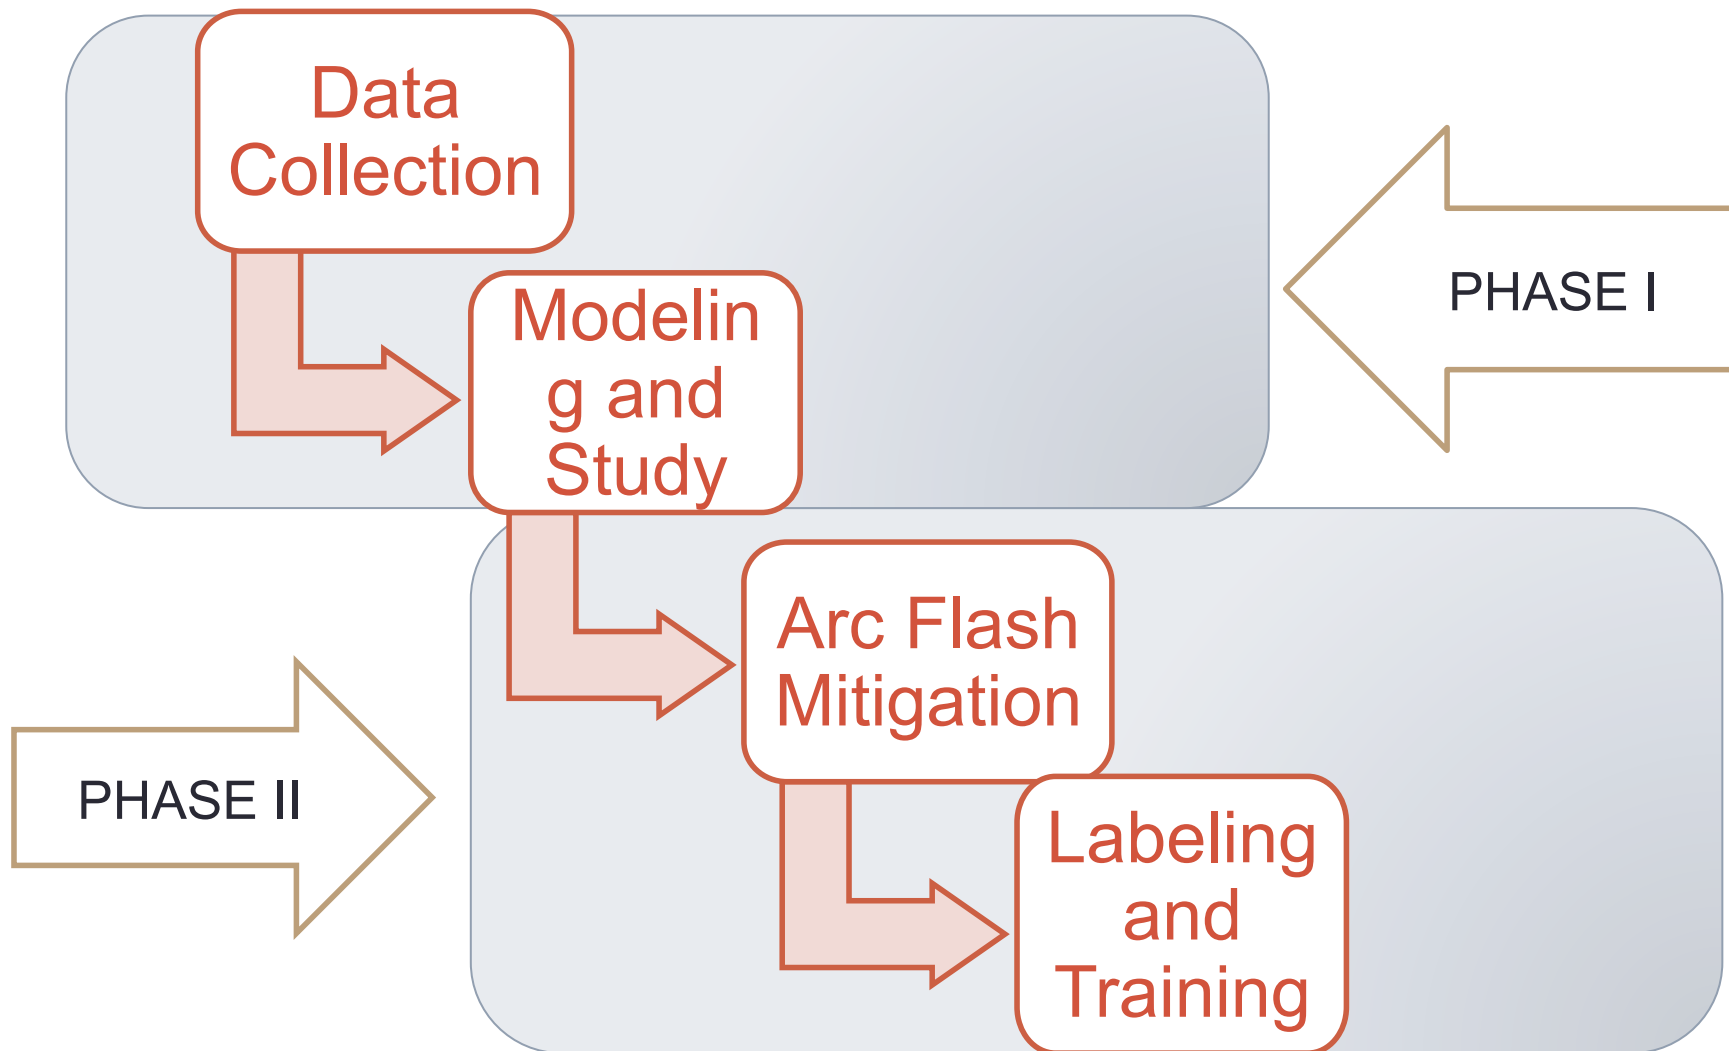 Data
Collection
Modelin
g and
Study
PHASE I
Arc Flash
Mitigation
PHASE II
Labeling
and
Training